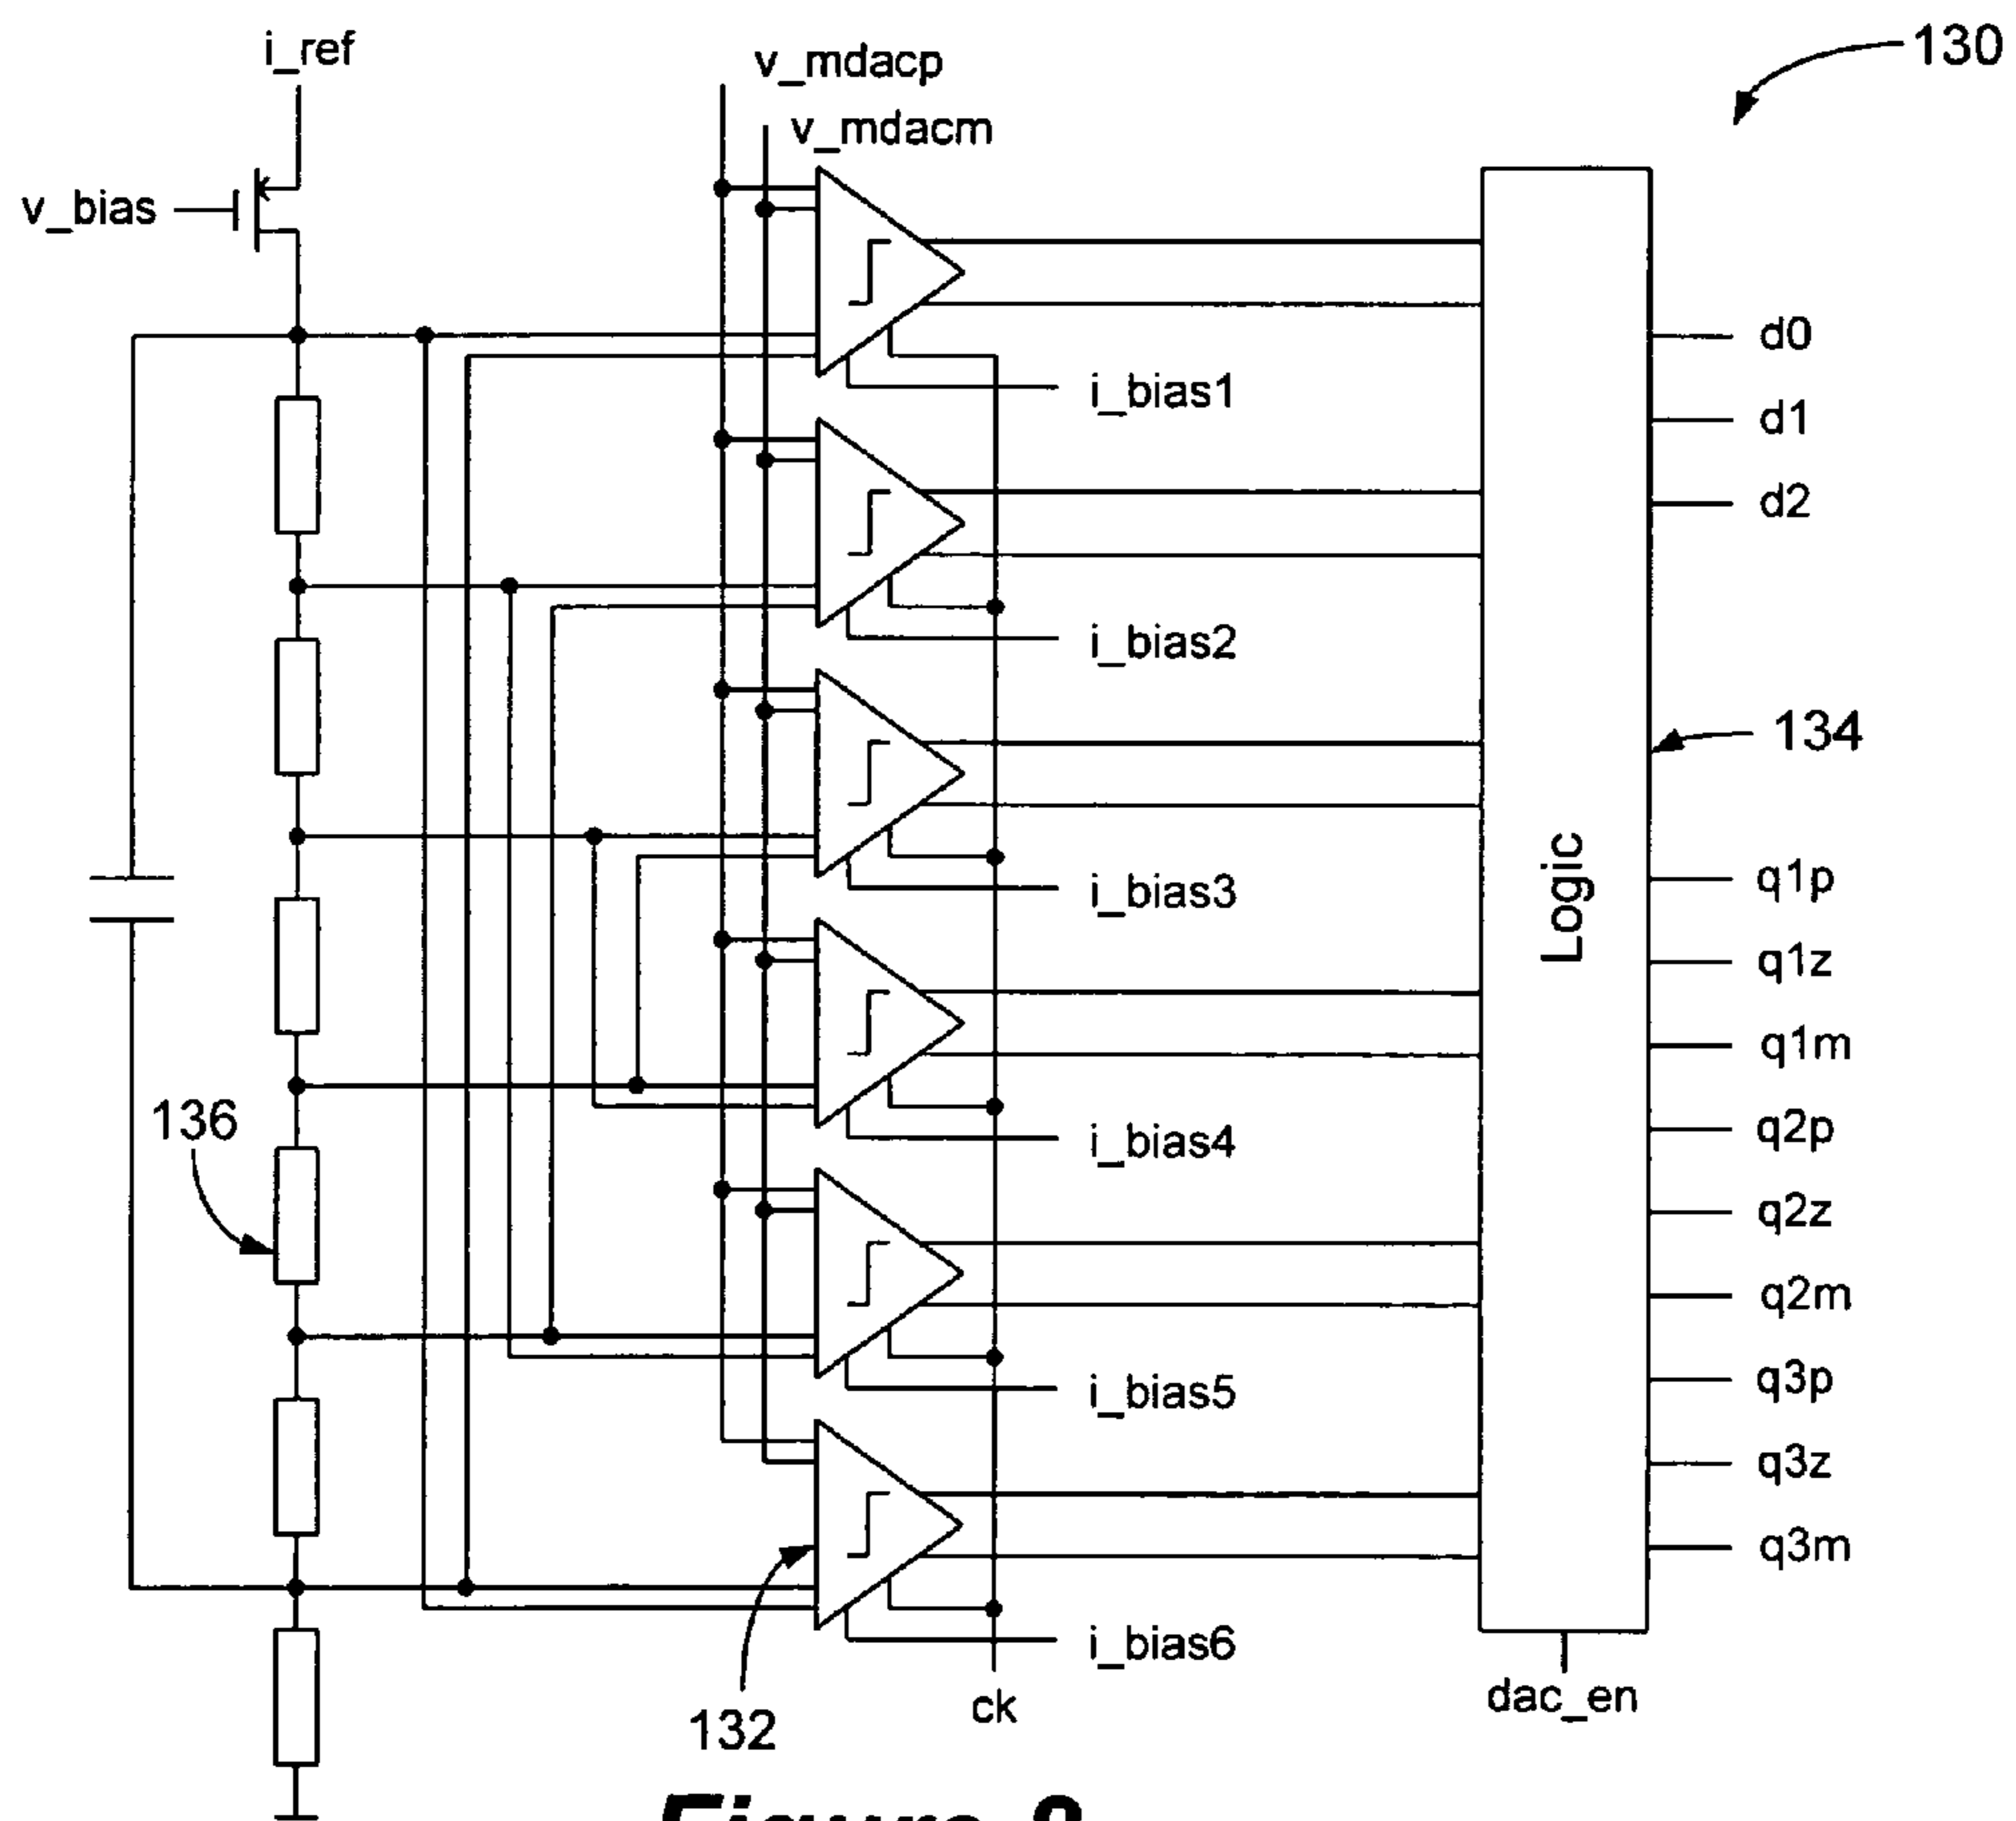 i_ref
v_mdacp
130
v_mdacm
v_bias
d0
i_bias1
d1
d2
i_bias2
134
Logic
q1p
i_bias3
q1z
q1m
136
q2p
i_bias4
q2z
q2m
q3p
i_bias5
q3z
q3m
i_bias6
132
ck
dac_en